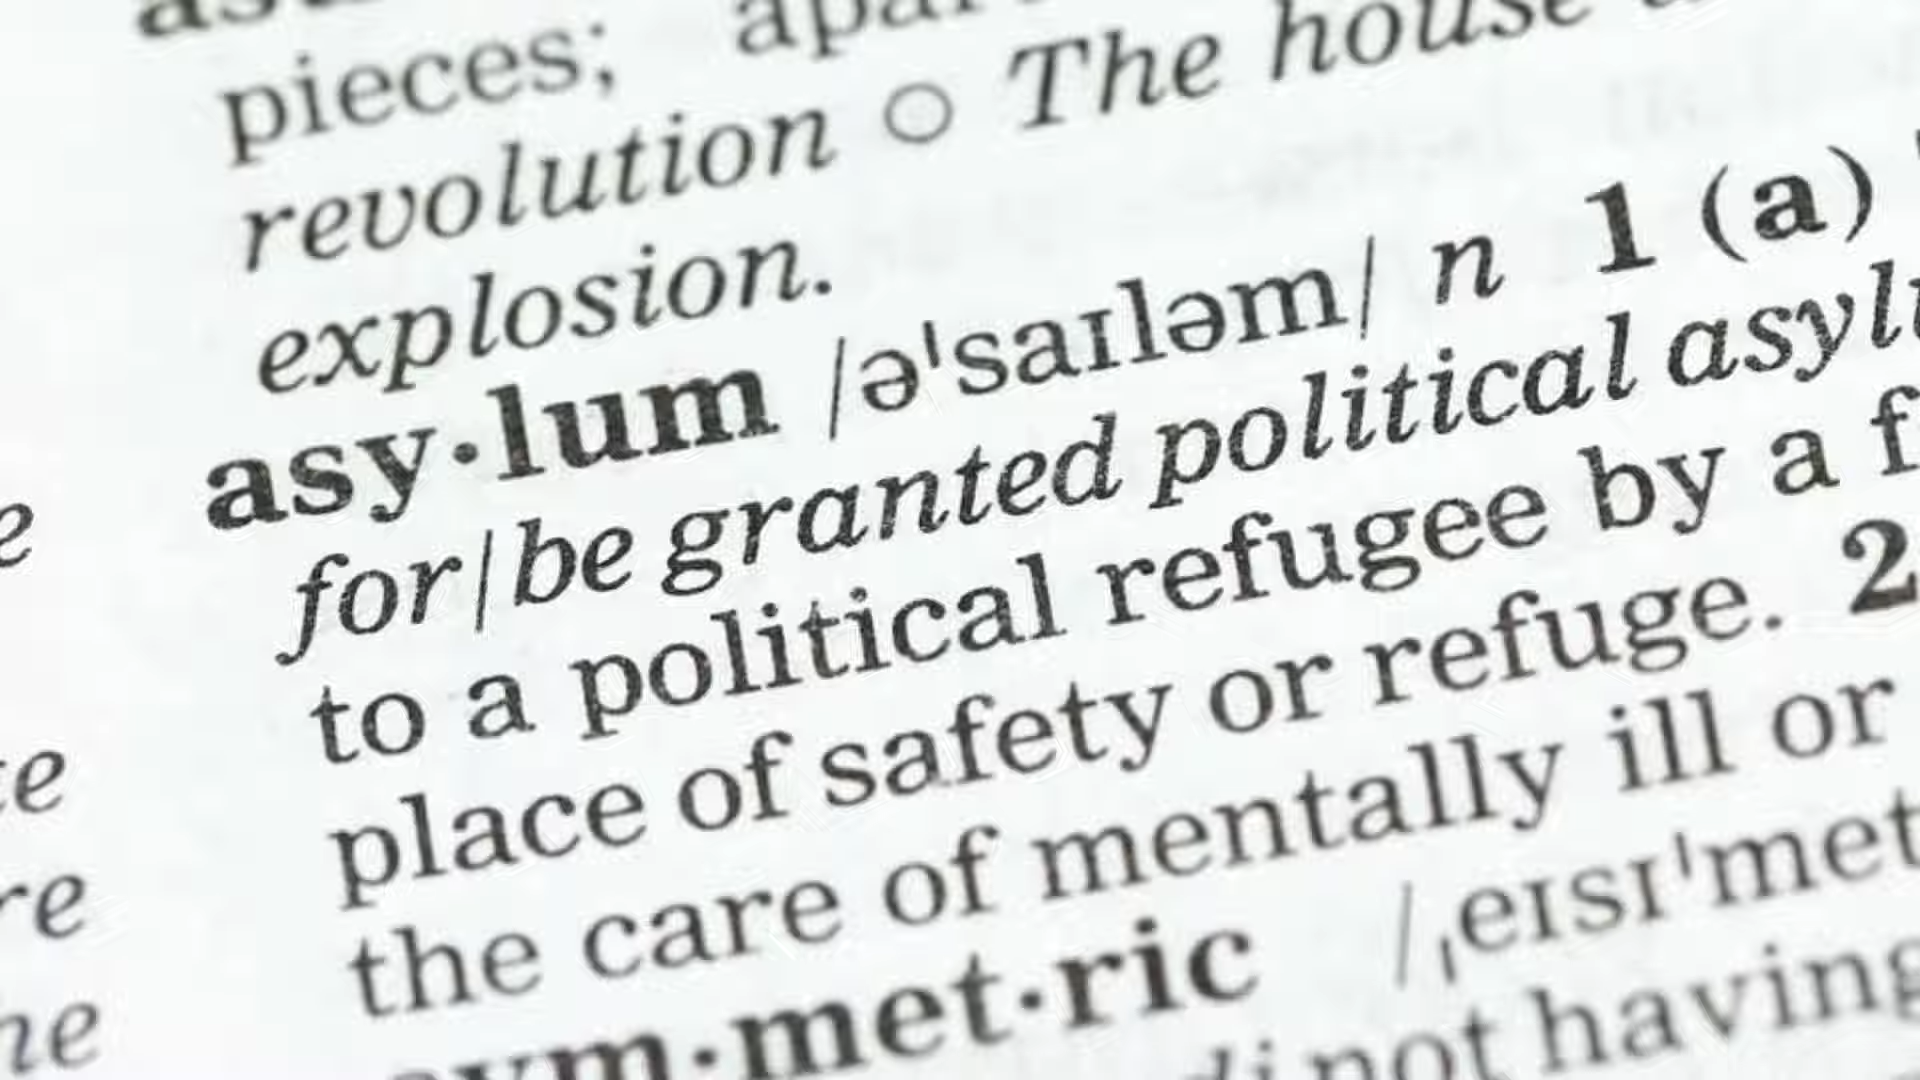 pieces;
revolution ○ The house
explosion.
asy·lum /əˈsaɪləm/ n 1 (a)
for/be granted political
to a political refugee by a
place of safety or refuge. 2
the care of mentally ill or
e
re
/ˌeɪsɪˈmet
not having